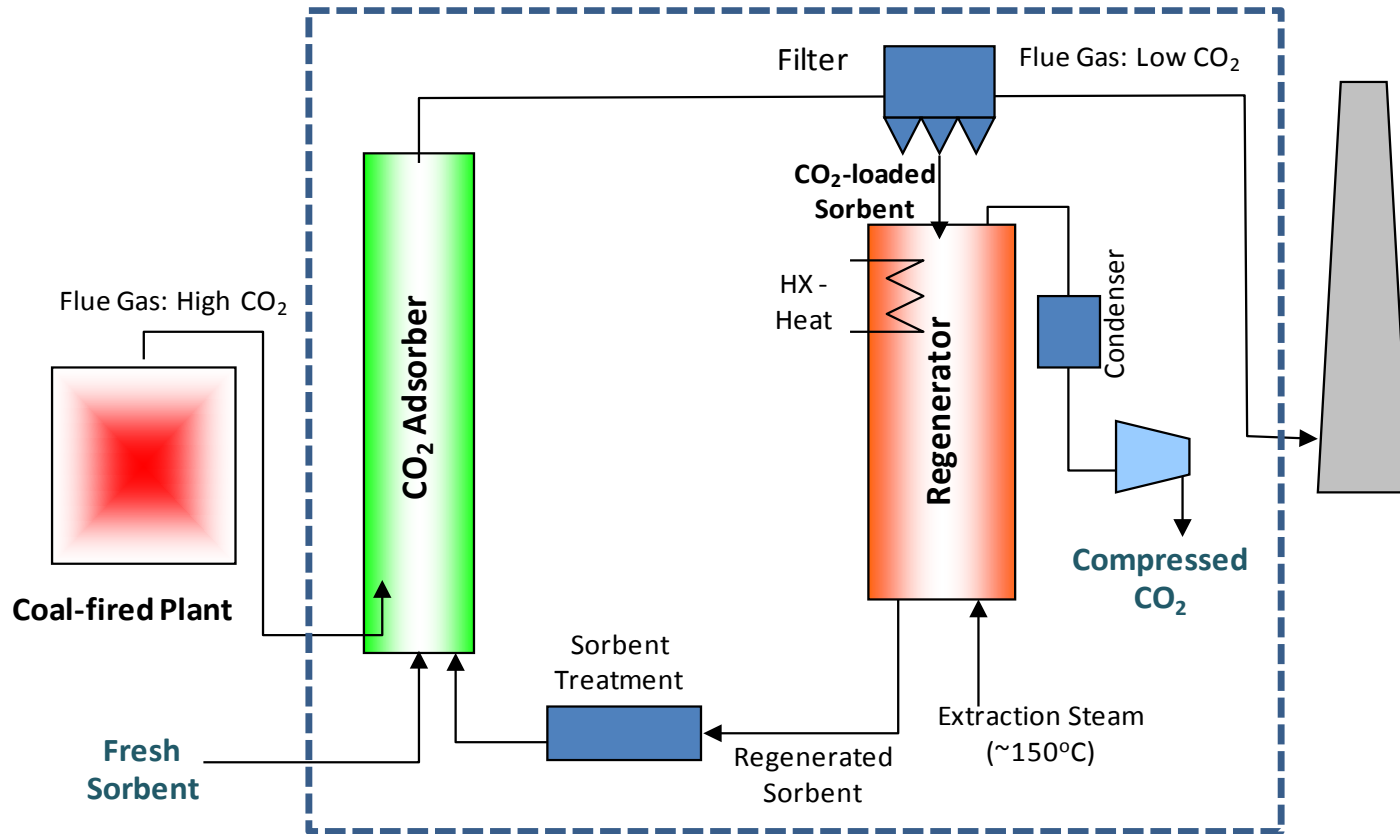 Filter
Flue Gas: Low CO₂
CO₂-loaded
Sorbent
Flue Gas: High CO₂
HX -
Heat
Condenser
CO₂ Adsorber
Regenerator
Coal-fired Plant
Compressed
CO₂
Sorbent
Treatment
Extraction Steam
(~150°C)
Fresh
Sorbent
Regenerated
Sorbent